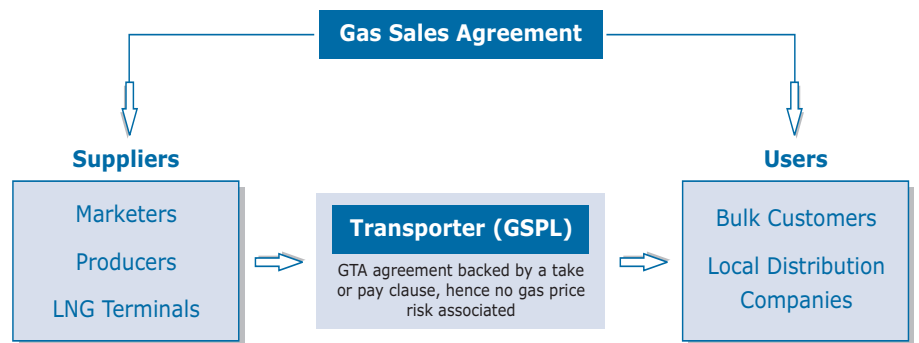 Gas Sales Agreement
Suppliers
Marketers
Producers
LNG Terminals
Transporter (GSPL)
GTA agreement backed by a take
or pay clause, hence no gas price
risk associated
Users
Bulk Customers
Local Distribution
Companies